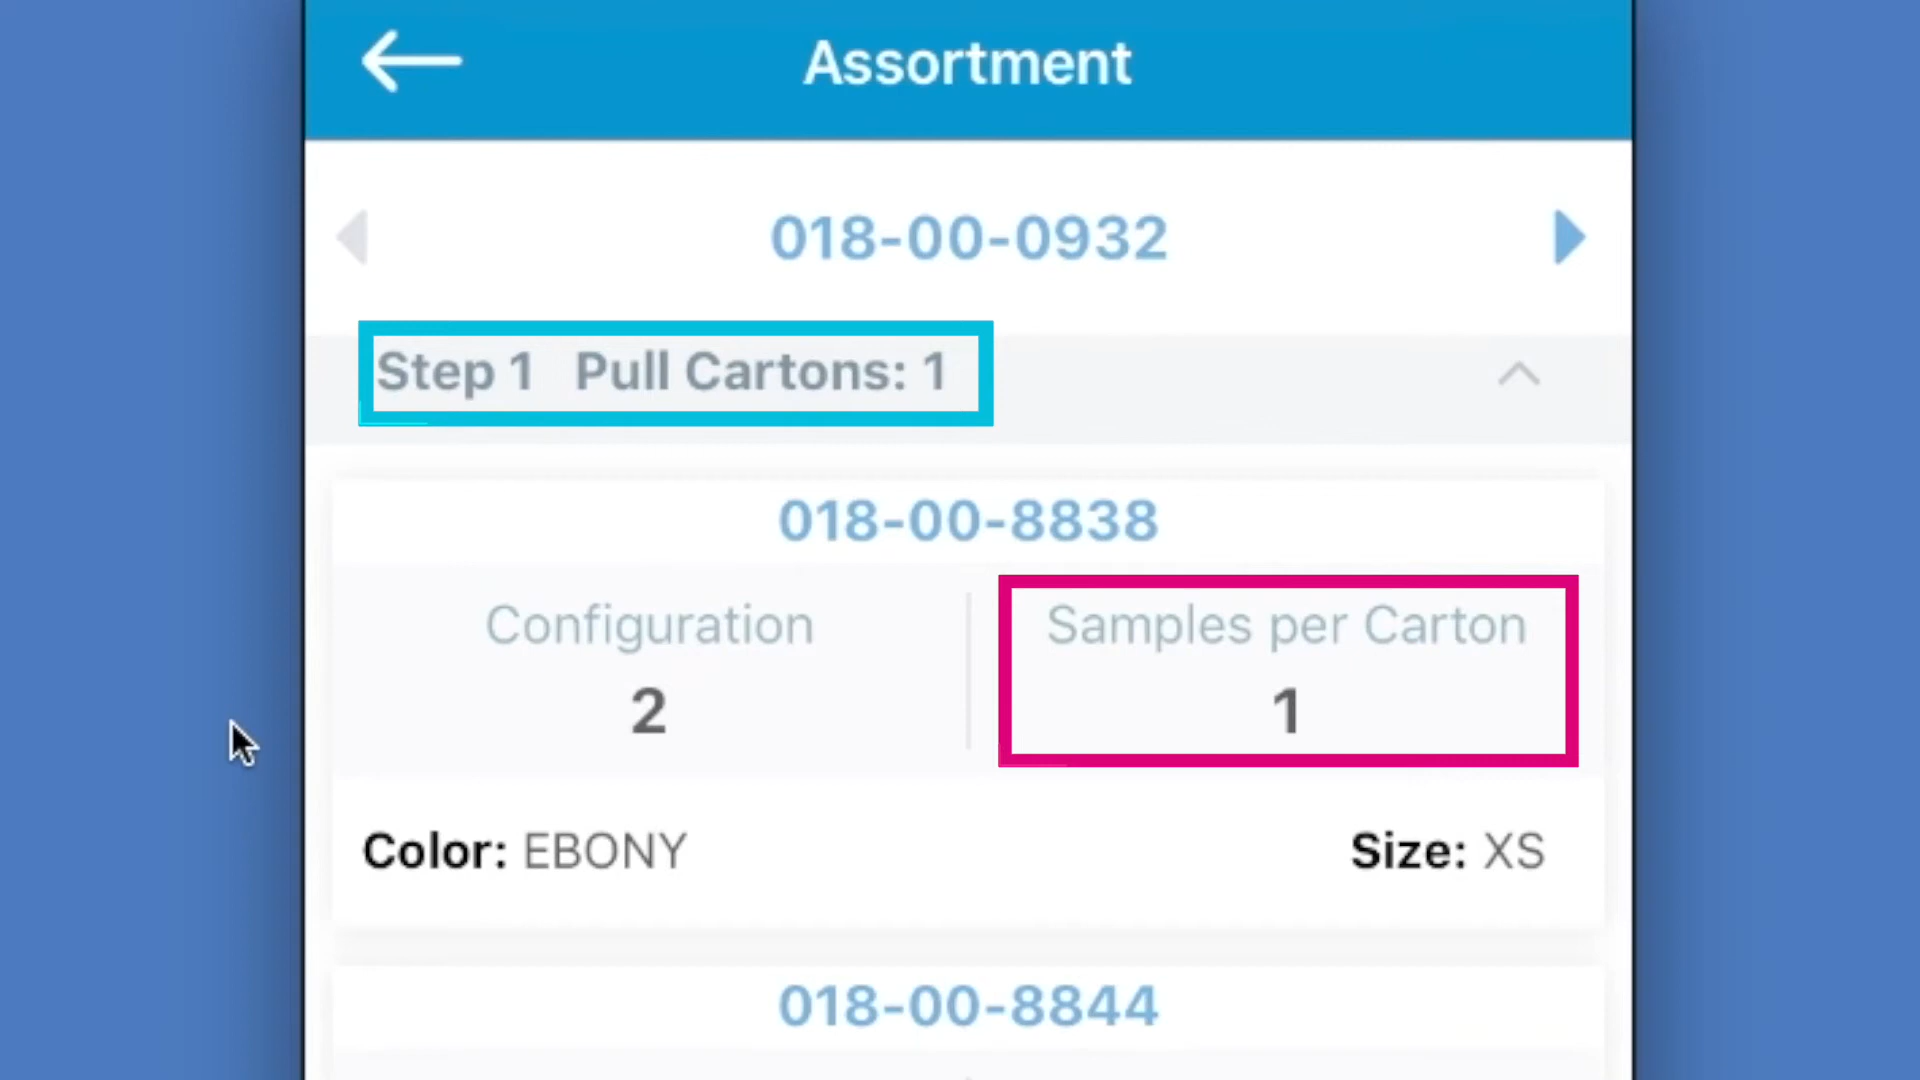 Assortment
018-00-0932
Step 1 Pull Cartons: 1
018-00-8838
Configuration Samples per Carton
2 1
Color: EBONY Size: XS
018-00-8844